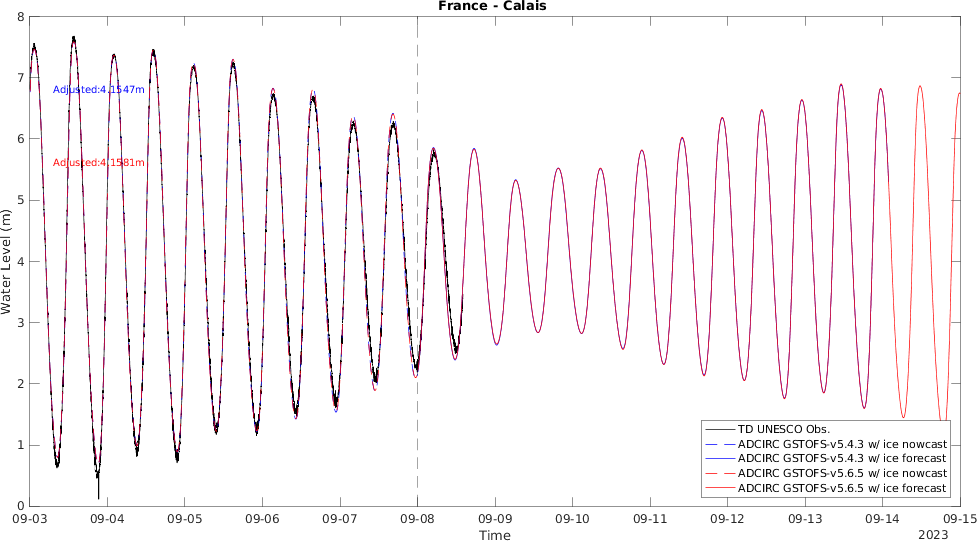 France - Calais
8
7
6
5
4
3
2
1
0
Water Level (m)
Adjusted:4.1547m
Adjusted:4.1581m
TD UNESCO Obs.
ADCIRC GSTOFS-v5.4.3 w/ ice nowcast
ADCIRC GSTOFS-v5.4.3 w/ ice forecast
ADCIRC GSTOFS-v5.6.5 w/ ice nowcast
ADCIRC GSTOFS-v5.6.5 w/ ice forecast
09-03 09-04 09-05 09-06 09-07 09-08 09-09 09-10 09-11 09-12 09-13 09-14 09-15
Time
2023